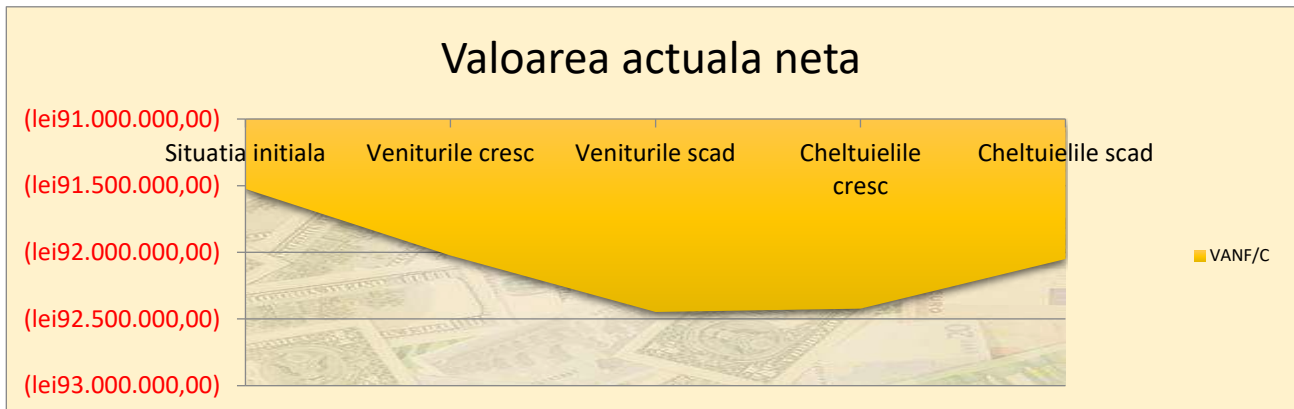 Valoarea actuala neta
(lei91.000.000,00)
Situatia initiala
Veniturile cresc
Veniturile scad
Cheltuielile
cresc
Cheltuielile scad
(lei91.500.000,00)
(lei92.000.000,00)
VANF/C
(lei92.500.000,00)
(lei93.000.000,00)